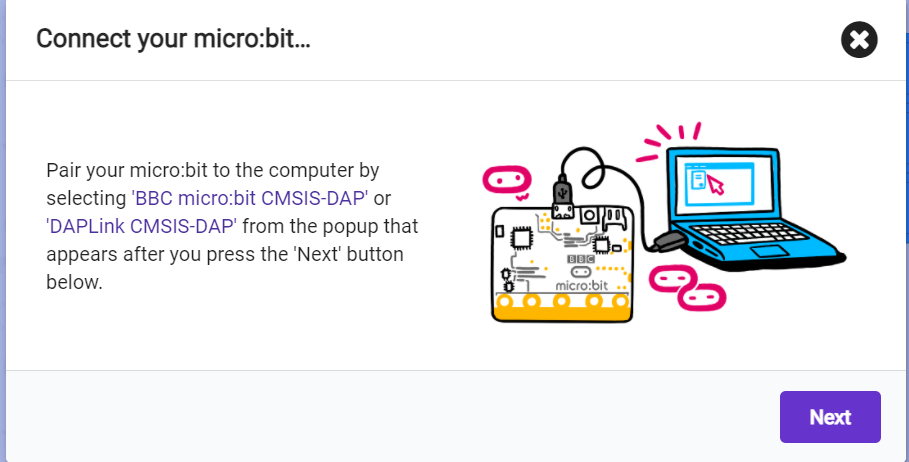 Connect your micro:bit...
Pair your micro:bit to the computer by
selecting 'BBC micro:bit CMSIS-DAP' or
'DAPLink CMSIS-DAP' from the popup that
appears after you press the 'Next' button
below.
BBC
micro:bit
Next